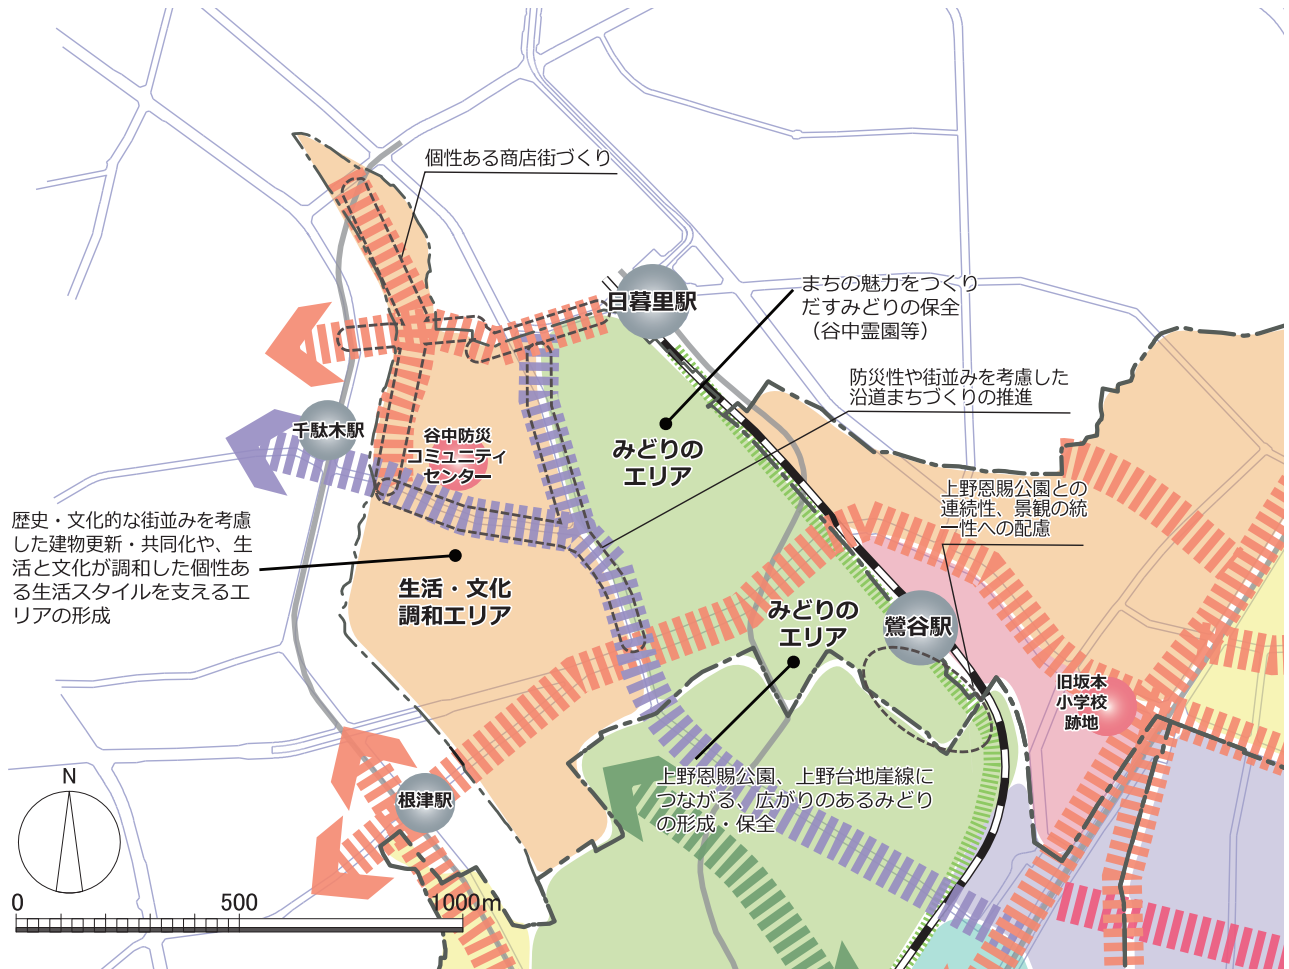 個性ある商店街づくり
日暮里駅
まちの魅力をつくり
だすみどりの保全
（谷中霊園等）
防災性や街並みを考慮した
沿道まちづくりの推進
千駄木駅
谷中防災
コミュニティ
センター
みどりの
エリア
上野恩賜公園との
連続性、景観の統
一性への配慮
歴史・文化的な街並みを考慮
した建物更新・共同化や、生
活と文化が調和した個性あ
る生活スタイルを支えるエ
リアの形成
生活・文化
調和エリア
みどりの
エリア
鶯谷駅
旧坂本
小学校
跡地
上野恩賜公園、上野台地崖線に
つながる、広がりのあるみどり
の形成・保全
根津駅
N
0 500 1000m